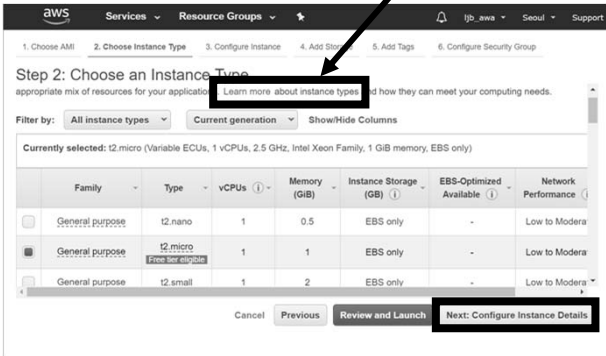 aws Services Resource Groups ljb_awa Seoul Support
1. Choose AMI 2. Choose Instance Type 3. Configure Instance 4. Add Storage 5. Add Tags 6. Configure Security Group
Step 2: Choose an Instance Type
appropriate mix of resources for your application. Learn more about instance types and how they can meet your computing needs.
Filter by: All instance types Current generation Show/Hide Columns
Currently selected: t2.micro (Variable ECUs, 1 vCPUs, 2.5 GHz, Intel Xeon Family, 1 GiB memory, EBS only)
Family Type vCPUs Memory (GiB) Instance Storage (GB) EBS-Optimized Available Network Performance
General purpose t2.nano 1 0.5 EBS only - Low to Modera
General purpose t2.micro Free tier eligible 1 1 EBS only - Low to Modera
General purpose t2.small 1 2 EBS only - Low to Modera
Cancel Previous Review and Launch Next: Configure Instance Details